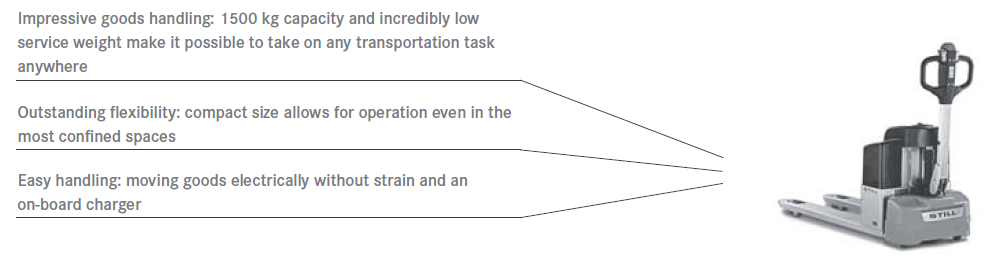 Impressive goods handling: 1500 kg capacity and incredibly low
service weight make it possible to take on any transportation task
anywhere
Outstanding flexibility: compact size allows for operation even in the
most confined spaces
Easy handling: moving goods electrically without strain and an
on-board charger
STILL
STILL